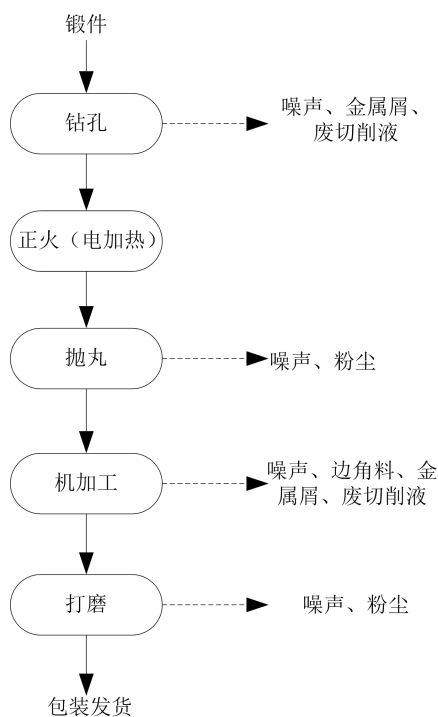 锻件
钻孔
噪声、金属屑、
废切削液
正火（电加热）
抛丸
噪声、粉尘
机加工
噪声、边角料、金
属屑、废切削液
打磨
噪声、粉尘
包装发货